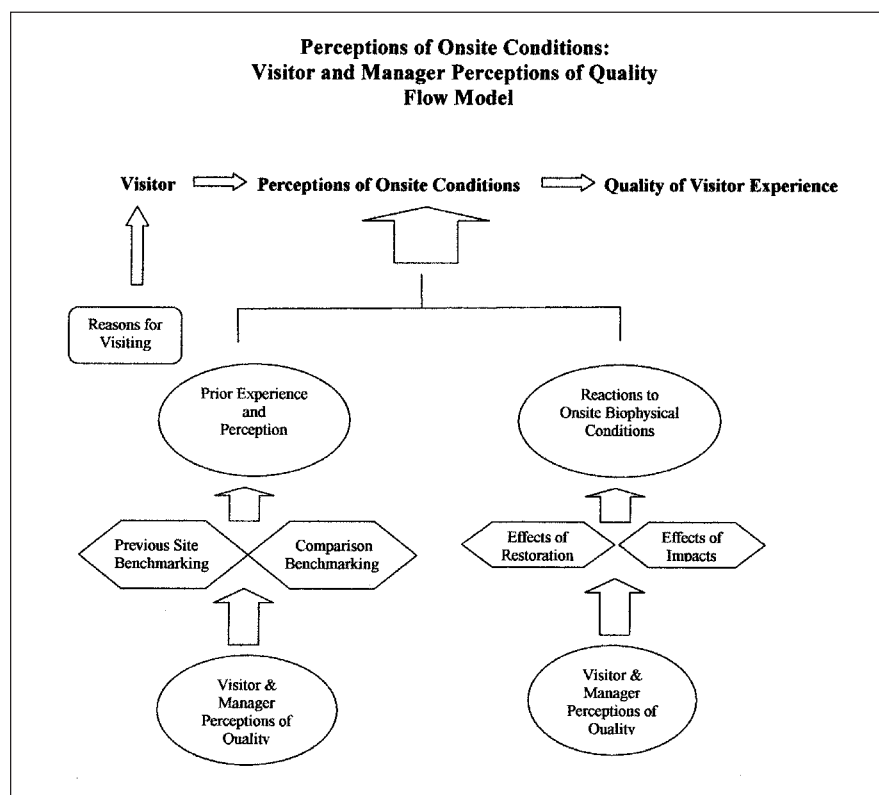 Perceptions of Onsite Conditions:
Visitor and Manager Perceptions of Quality
Flow Model
Visitor
Perceptions of Onsite Conditions
Quality of Visitor Experience
Reasons for
Visiting
Prior Experience
and
Perception
Reactions to
Onsite Biophysical
Conditions
Previous Site
Benchmarking
Comparison
Benchmarking
Effects of
Restoration
Effects of
Impacts
Visitor &
Manager
Perceptions of
Quality
Visitor &
Manager
Perceptions of
Quality